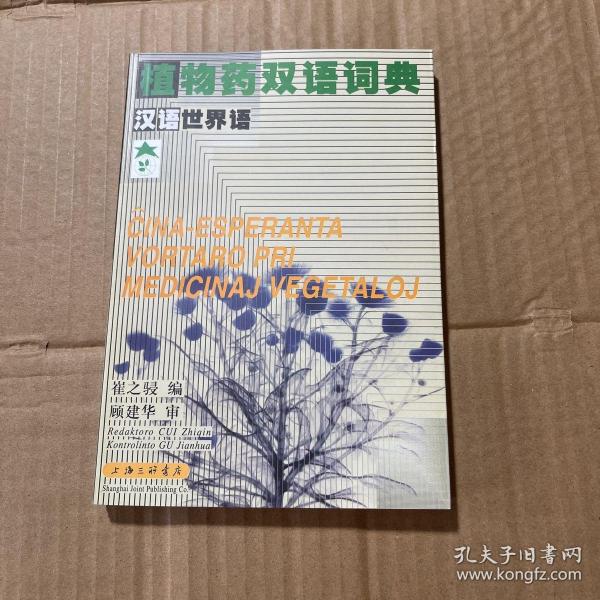 植物药双语词典
汉语世界语
ĈINA-ESPERANTA
VORTARO PRI
MEDICINAJ VEGETALOJ
崔之骎 编
顾建华 审
Redaktoro CUI Zhiqin
Kontrolinto GU Jianhua
上海三联书店
Shanghai Joint Publishing Co.
孔夫子旧书网
www.kongfz.com